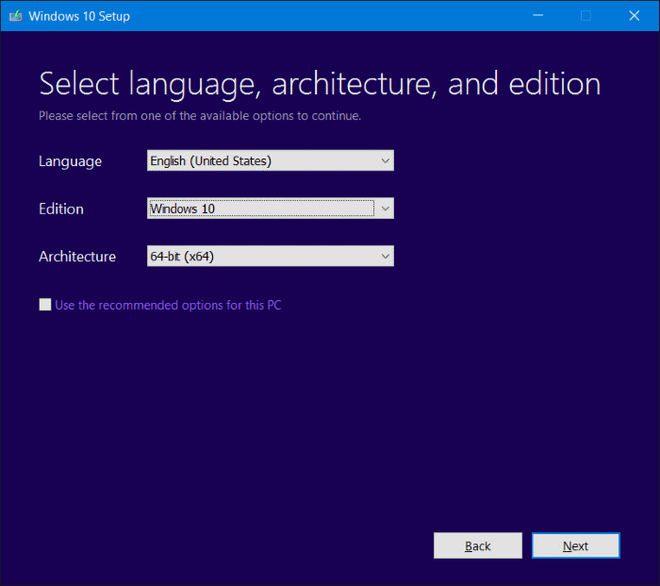 Windows 10 Setup
Select language, architecture, and edition
Please select from one of the available options to continue.
Language English (United States)
Edition Windows 10
Architecture 64-bit (x64)
Use the recommended options for this PC
Back Next